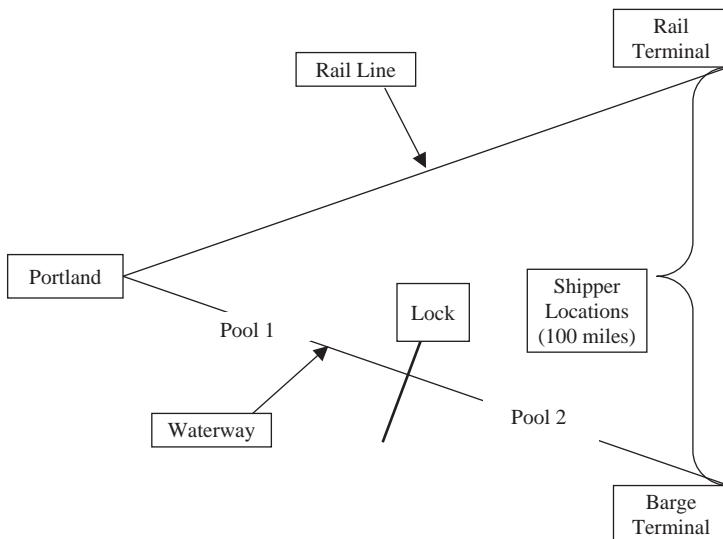 Rail
Terminal
Rail Line
Portland
Pool 1
Lock
Shipper
Locations
(100 miles)
Waterway
Pool 2
Barge
Terminal